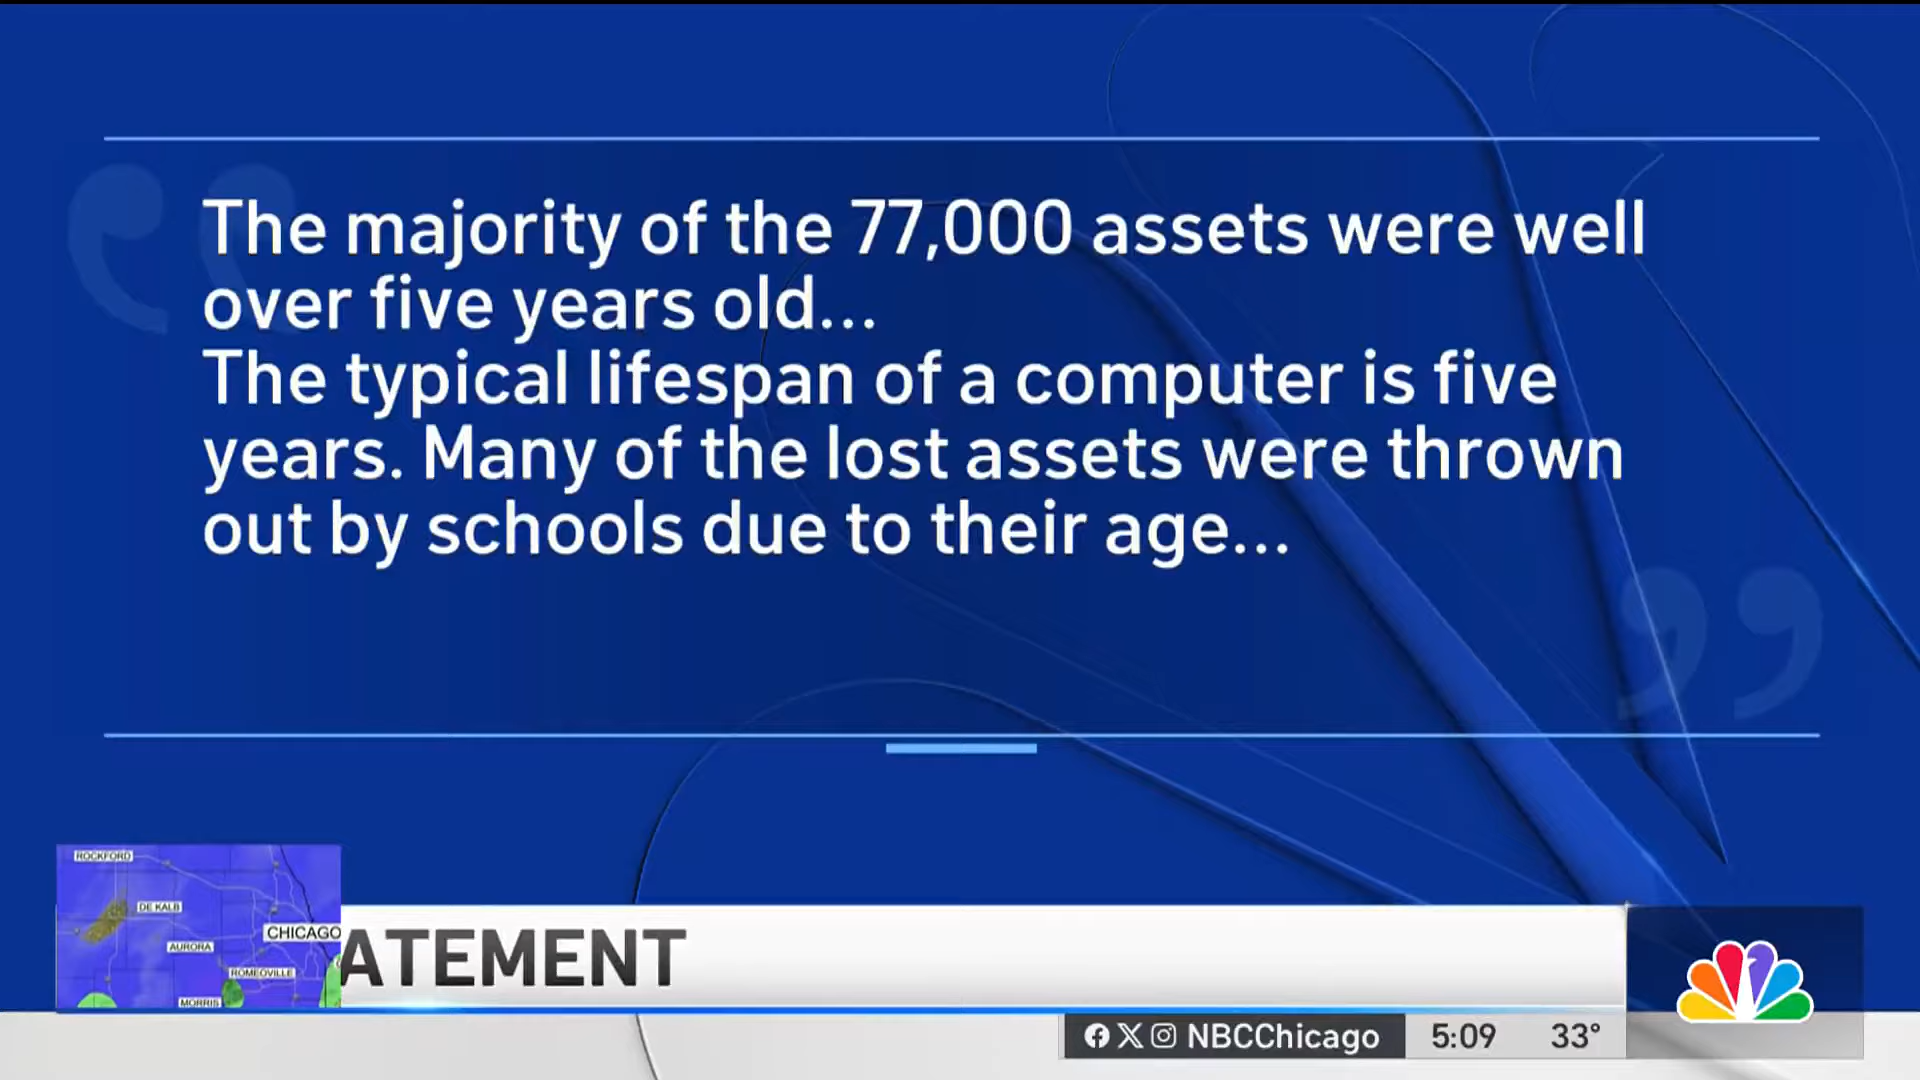 The majority of the 77,000 assets were well
over five years old...
The typical lifespan of a computer is five
years. Many of the lost assets were thrown
out by schools due to their age...
ROCKFORD
DE KALB
CHICAGO
AURORA
ROMEOVILLE
MORRIS
ATEMENT
NBCChicago 5:09 33°